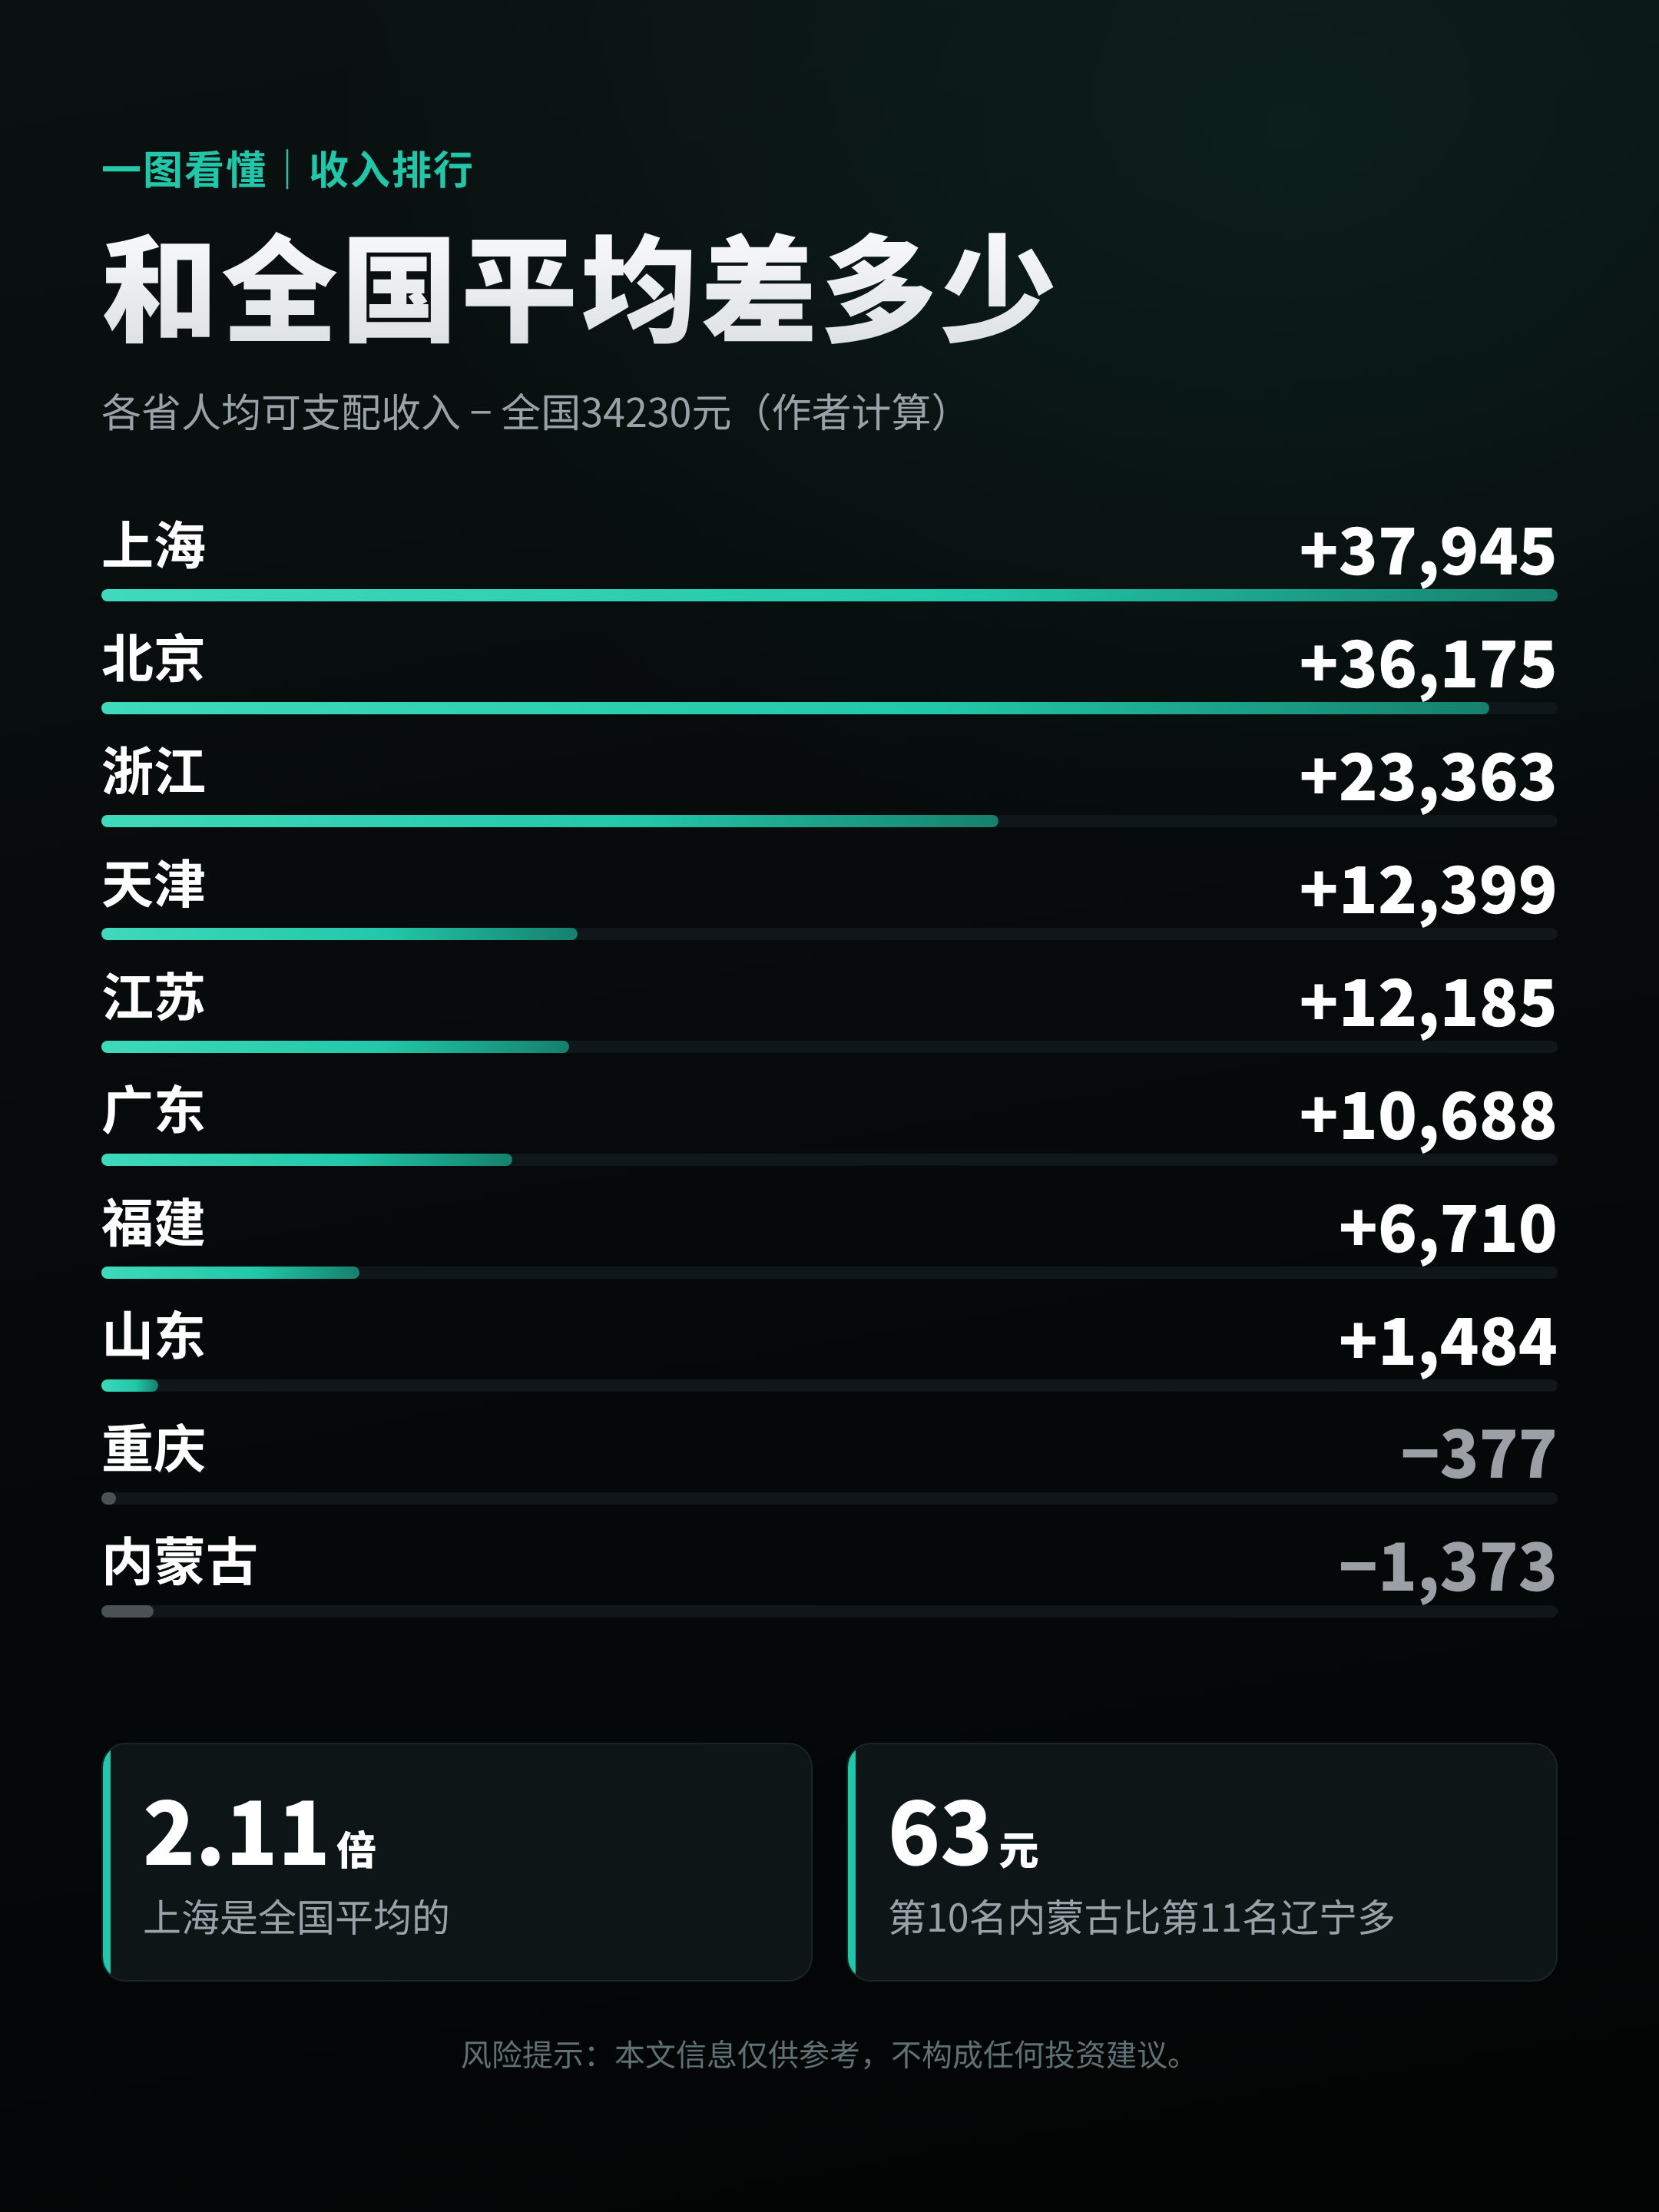 一图看懂｜收入排行
和全国平均差多少
各省人均可支配收入 − 全国34230元（作者计算）
上海 +37,945
北京 +36,175
浙江 +23,363
天津 +12,399
江苏 +12,185
广东 +10,688
福建 +6,710
山东 +1,484
重庆 −377
内蒙古 −1,373
2.11倍
上海是全国平均的
63元
第10名内蒙古比第11名辽宁多
风险提示：本文信息仅供参考，不构成任何投资建议。